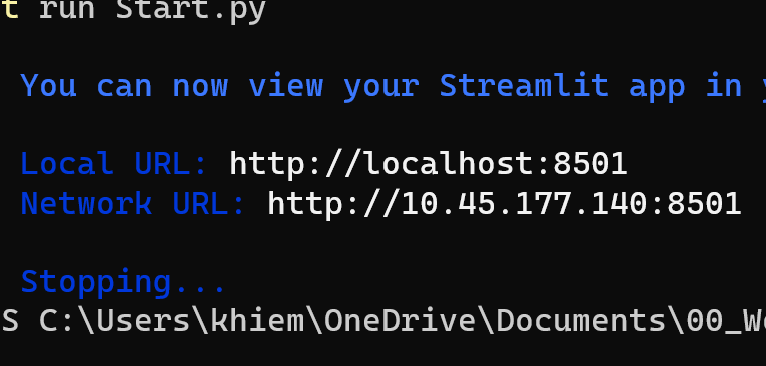 t run Start.py
You can now view your Streamlit app in
Local URL: http://localhost:8501
Network URL: http://10.45.177.140:8501
Stopping...
S C:\Users\khiem\OneDrive\Documents\00_W